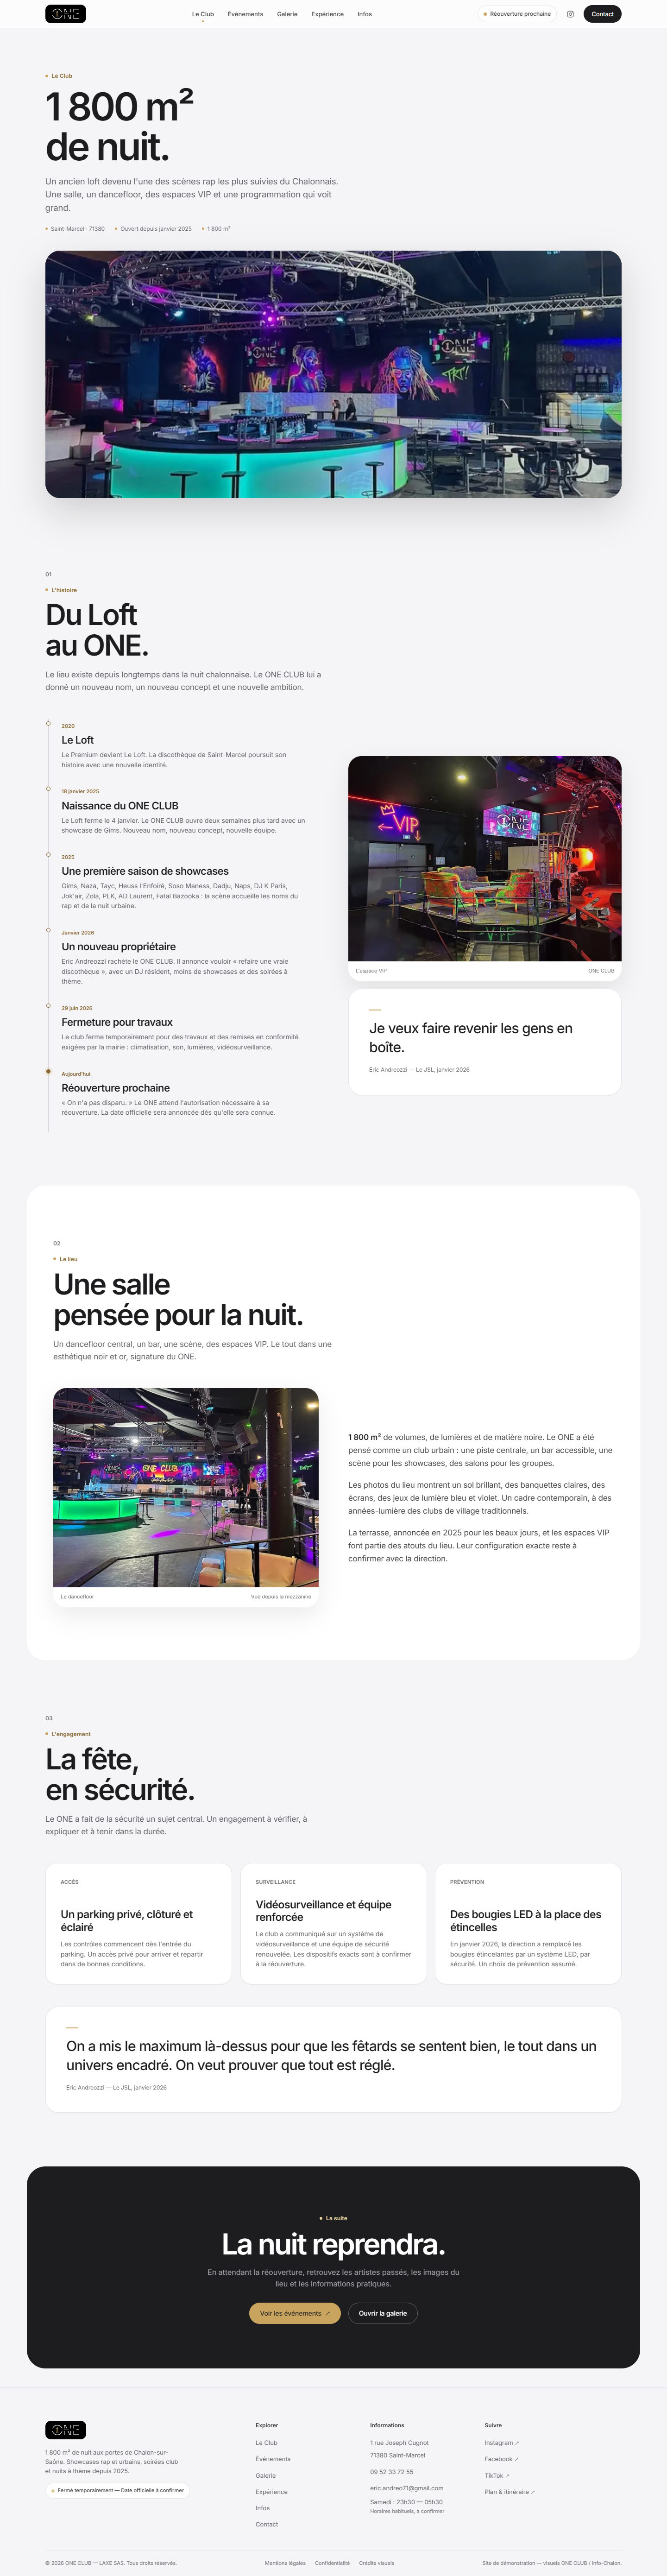 ONE
Le Club
Événements
Galerie
Expérience
Infos
Réouverture prochaine
Contact
Le Club
1 800 m²
de nuit.
Un ancien loft devenu l'une des scènes rap les plus suivies du Chalonnais.
Une salle, un dancefloor, des espaces VIP et une programmation qui voit
grand.
Saint-Marcel · 71380
Ouvert depuis janvier 2025
1 800 m²
ONE
Vibe
ONE
01
L'histoire
Du Loft
au ONE.
Le lieu existe depuis longtemps dans la nuit chalonnaise. Le ONE CLUB lui a
donné un nouveau nom, un nouveau concept et une nouvelle ambition.
2020
Le Loft
Le Premium devient Le Loft. La discothèque de Saint-Marcel poursuit son
histoire avec une nouvelle identité.
18 janvier 2025
Naissance du ONE CLUB
Le Loft ferme le 4 janvier. Le ONE CLUB ouvre deux semaines plus tard avec un
showcase de Gims. Nouveau nom, nouveau concept, nouvelle équipe.
2025
Une première saison de showcases
Gims, Naza, Tayc, Heuss l'Enfoiré, Soso Maness, Dadju, Naps, DJ K Paris,
Jok'air, Zola, PLK, AD Laurent, Fatal Bazooka : la scène accueille les noms du
rap et de la nuit urbaine.
Janvier 2026
Un nouveau propriétaire
Eric Andreozzi rachète le ONE CLUB. Il annonce vouloir « refaire une vraie
discothèque », avec un DJ résident, moins de showcases et des soirées à
thème.
29 juin 2026
Fermeture pour travaux
Le club ferme temporairement pour des travaux et des remises en conformité
exigées par la mairie : climatisation, son, lumières, vidéosurveillance.
Aujourd'hui
Réouverture prochaine
« On n'a pas disparu. » Le ONE attend l'autorisation nécessaire à sa
réouverture. La date officielle sera annoncée dès qu'elle sera connue.
VIP
ONE
VIP
L'espace VIP
ONE CLUB
Je veux faire revenir les gens en
boîte.
Eric Andreozzi — Le JSL, janvier 2026
02
Le lieu
Une salle
pensée pour la nuit.
Un dancefloor central, un bar, une scène, des espaces VIP. Le tout dans une
esthétique noir et or, signature du ONE.
ONE CLUB
Le dancefloor
Vue depuis la mezzanine
1 800 m² de volumes, de lumières et de matière noire. Le ONE a été
pensé comme un club urbain : une piste centrale, un bar accessible, une
scène pour les showcases, des salons pour les groupes.
Les photos du lieu montrent un sol brillant, des banquettes claires, des
écrans, des jeux de lumière bleu et violet. Un cadre contemporain, à des
années-lumière des clubs de village traditionnels.
La terrasse, annoncée en 2025 pour les beaux jours, et les espaces VIP
font partie des atouts du lieu. Leur configuration exacte reste à
confirmer avec la direction.
03
L'engagement
La fête,
en sécurité.
Le ONE a fait de la sécurité un sujet central. Un engagement à vérifier, à
expliquer et à tenir dans la durée.
ACCÈS
Un parking privé, clôturé et
éclairé
Les contrôles commencent dès l'entrée du
parking. Un accès privé pour arriver et repartir
dans de bonnes conditions.
SURVEILLANCE
Vidéosurveillance et équipe
renforcée
Le club a communiqué sur un système de
vidéosurveillance et une équipe de sécurité
renouvelée. Les dispositifs exacts sont à confirmer
à la réouverture.
PRÉVENTION
Des bougies LED à la place des
étincelles
En janvier 2026, la direction a remplacé les
bougies étincelantes par un système LED, par
sécurité. Un choix de prévention assumé.
On a mis le maximum là-dessus pour que les fêtards se sentent bien, le tout dans un
univers encadré. On veut prouver que tout est réglé.
Eric Andreozzi — Le JSL, janvier 2026
La suite
La nuit reprendra.
En attendant la réouverture, retrouvez les artistes passés, les images du
lieu et les informations pratiques.
Voir les événements ↗
Ouvrir la galerie
ONE
1 800 m² de nuit aux portes de Chalon-sur-
Saône. Showcases rap et urbains, soirées club
et nuits à thème depuis 2025.
Fermé temporairement — Date officielle à confirmer
Explorer
Le Club
Événements
Galerie
Expérience
Infos
Contact
Informations
1 rue Joseph Cugnot
71380 Saint-Marcel
09 52 33 72 55
eric.andreo71@gmail.com
Samedi : 23h30 — 05h30
Horaires habituels, à confirmer
Suivre
Instagram ↗
Facebook ↗
TikTok ↗
Plan & itinéraire ↗
© 2026 ONE CLUB — LAXE SAS. Tous droits réservés.
Mentions légales
Confidentialité
Crédits visuels
Site de démonstration — visuels ONE CLUB / Info-Chalon.